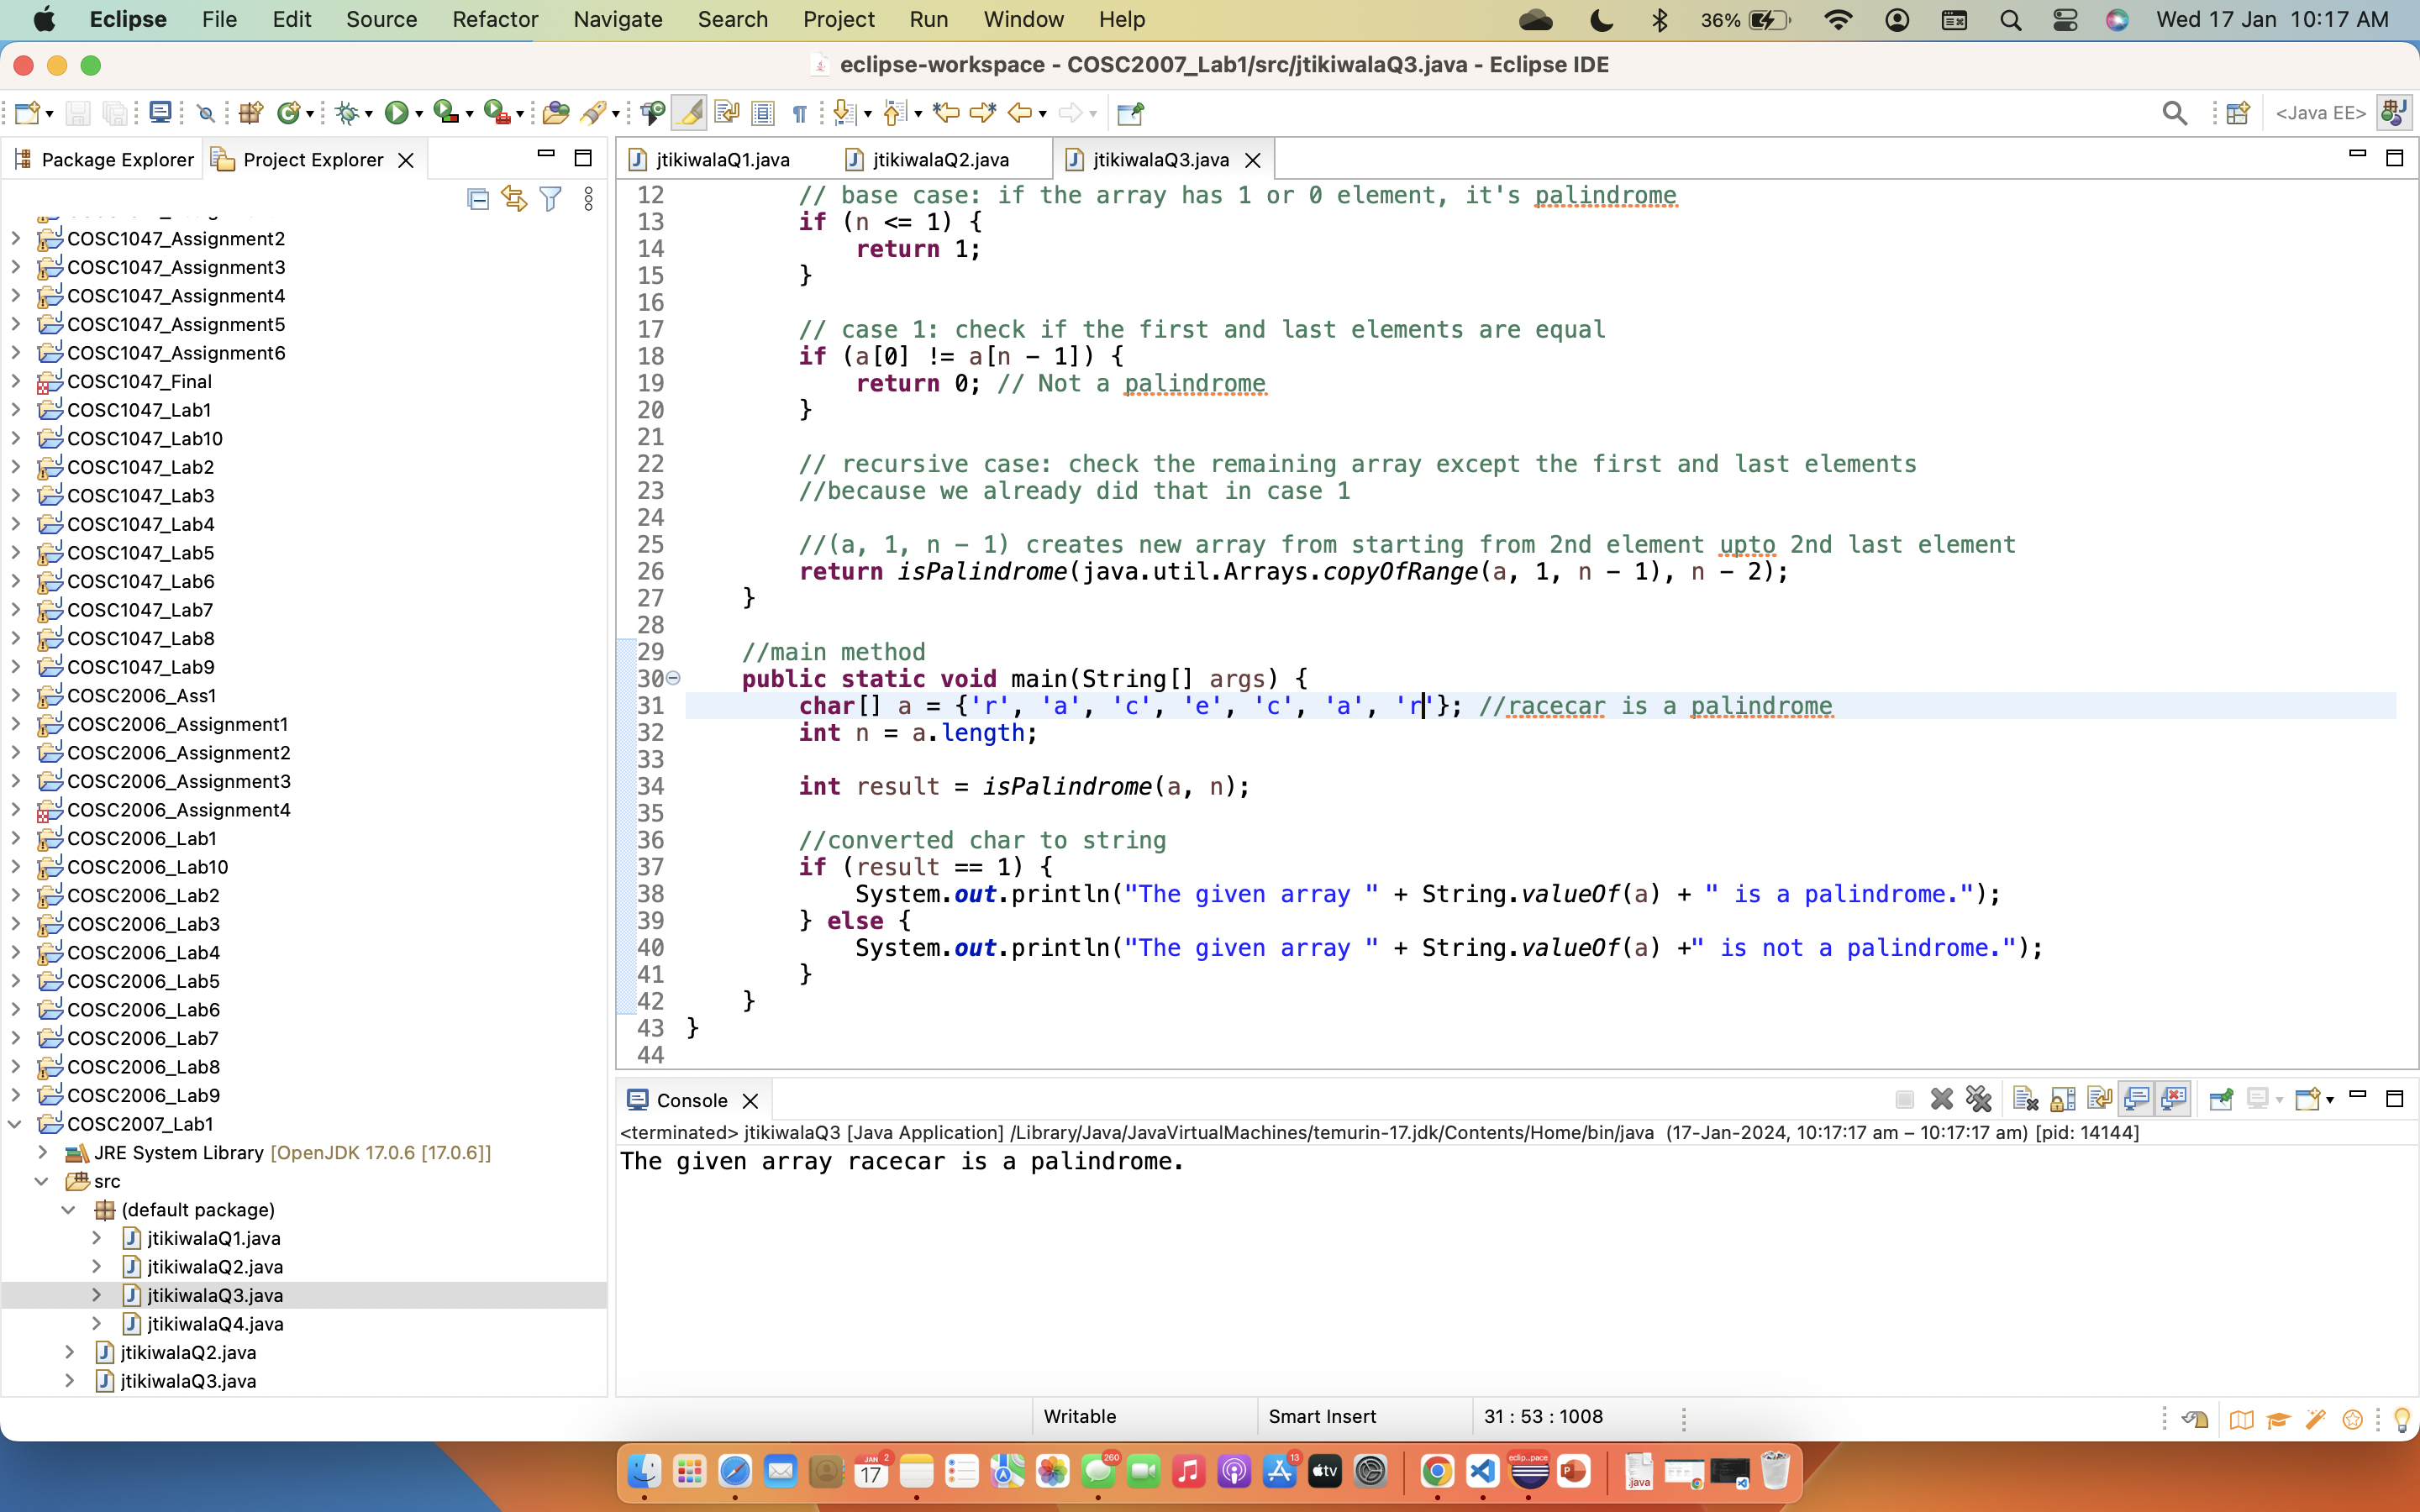 Eclipse File Edit Source Refactor Navigate Search Project Run Window Help 36% Wed 17 Jan 10:17 AM
eclipse-workspace - COSC2007_Lab1/src/jtikiwalaQ3.java - Eclipse IDE
<Java EE>
Package Explorer Project Explorer
COSC1047_Assignment2
COSC1047_Assignment3
COSC1047_Assignment4
COSC1047_Assignment5
COSC1047_Assignment6
COSC1047_Final
COSC1047_Lab1
COSC1047_Lab10
COSC1047_Lab2
COSC1047_Lab3
COSC1047_Lab4
COSC1047_Lab5
COSC1047_Lab6
COSC1047_Lab7
COSC1047_Lab8
COSC1047_Lab9
COSC2006_Ass1
COSC2006_Assignment1
COSC2006_Assignment2
COSC2006_Assignment3
COSC2006_Assignment4
COSC2006_Lab1
COSC2006_Lab10
COSC2006_Lab2
COSC2006_Lab3
COSC2006_Lab4
COSC2006_Lab5
COSC2006_Lab6
COSC2006_Lab7
COSC2006_Lab8
COSC2006_Lab9
COSC2007_Lab1
JRE System Library [OpenJDK 17.0.6 [17.0.6]]
src
(default package)
jtikiwalaQ1.java
jtikiwalaQ2.java
jtikiwalaQ3.java
jtikiwalaQ4.java
jtikiwalaQ2.java
jtikiwalaQ3.java
jtikiwalaQ1.java jtikiwalaQ2.java jtikiwalaQ3.java
12 // base case: if the array has 1 or 0 element, it's palindrome
13 if (n <= 1) {
14 return 1;
15 }
16
17 // case 1: check if the first and last elements are equal
18 if (a[0] != a[n - 1]) {
19 return 0; // Not a palindrome
20 }
21
22 // recursive case: check the remaining array except the first and last elements
23 //because we already did that in case 1
24
25 //(a, 1, n - 1) creates new array from starting from 2nd element upto 2nd last element
26 return isPalindrome(java.util.Arrays.copyOfRange(a, 1, n - 1), n - 2);
27 }
28
29 //main method
30 public static void main(String[] args) {
31 char[] a = {'r', 'a', 'c', 'e', 'c', 'a', 'r'}; //racecar is a palindrome
32 int n = a.length;
33
34 int result = isPalindrome(a, n);
35
36 //converted char to string
37 if (result == 1) {
38 System.out.println("The given array " + String.valueOf(a) + " is a palindrome.");
39 } else {
40 System.out.println("The given array " + String.valueOf(a) +" is not a palindrome.");
41 }
42 }
43 }
44
Console
<terminated> jtikiwalaQ3 [Java Application] /Library/Java/JavaVirtualMachines/temurin-17.jdk/Contents/Home/bin/java (17-Jan-2024, 10:17:17 am – 10:17:17 am) [pid: 14144]
The given array racecar is a palindrome.
Writable Smart Insert 31 : 53 : 1008
JAN 17 2 260 13 tv eclip...pace P .java